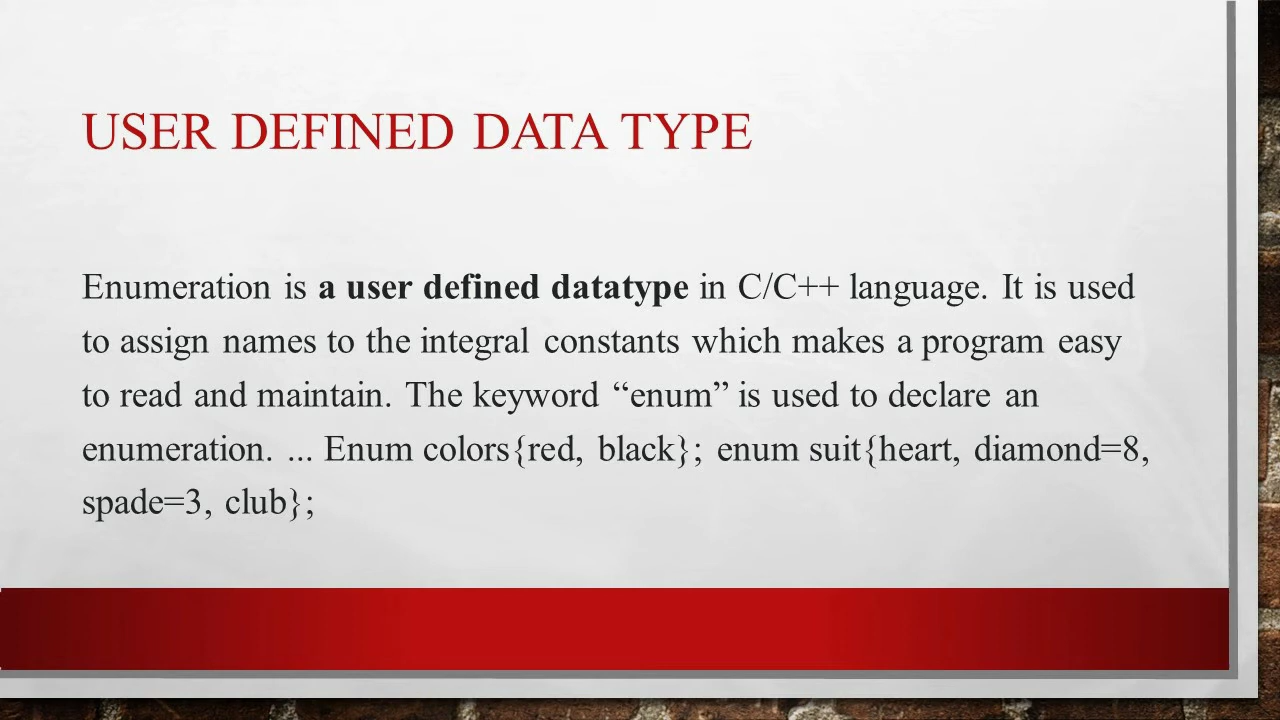 USER DEFINED DATA TYPE
Enumeration is a user defined datatype in C/C++ language. It is used
to assign names to the integral constants which makes a program easy
to read and maintain. The keyword “enum” is used to declare an
enumeration. ... Enum colors{red, black}; enum suit{heart, diamond=8,
spade=3, club};